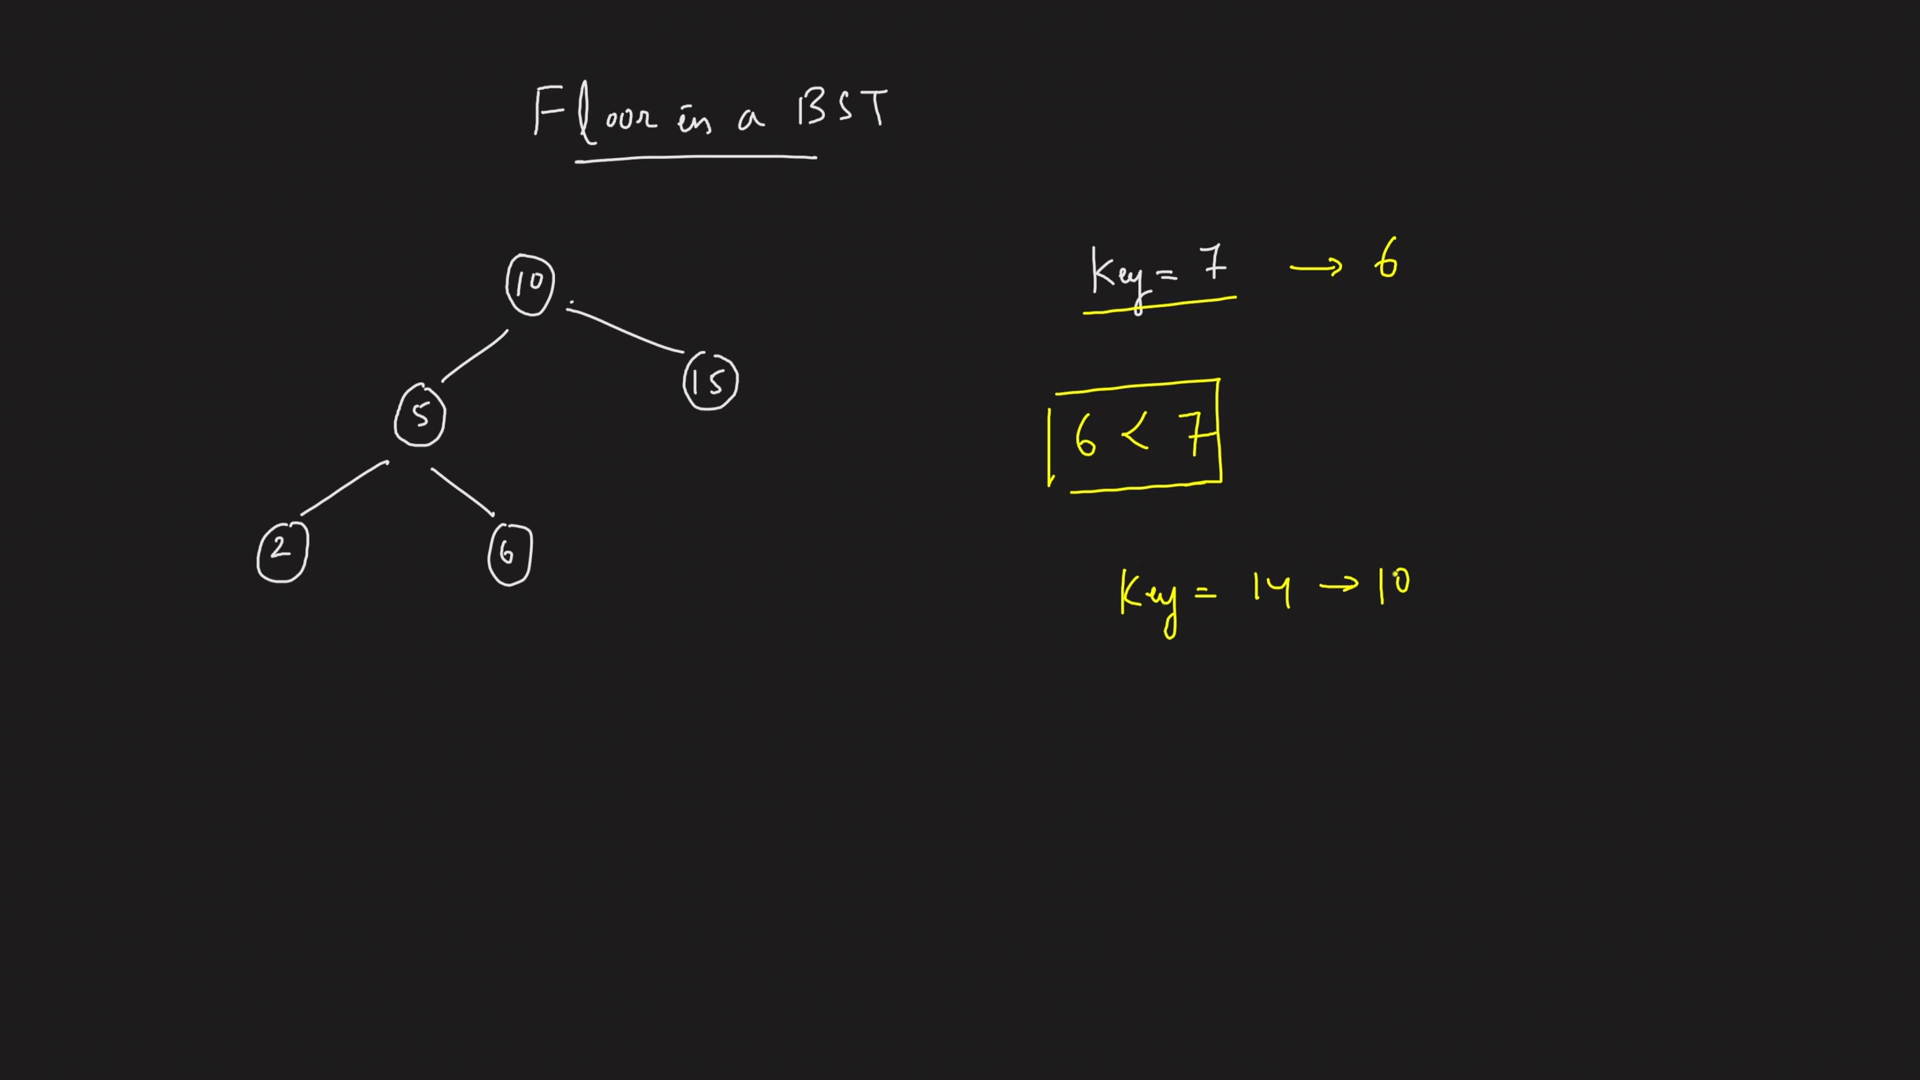 Floor in a BST
10
15
5
2
6
Key = 7 → 6
6 < 7
Key = 14 → 10